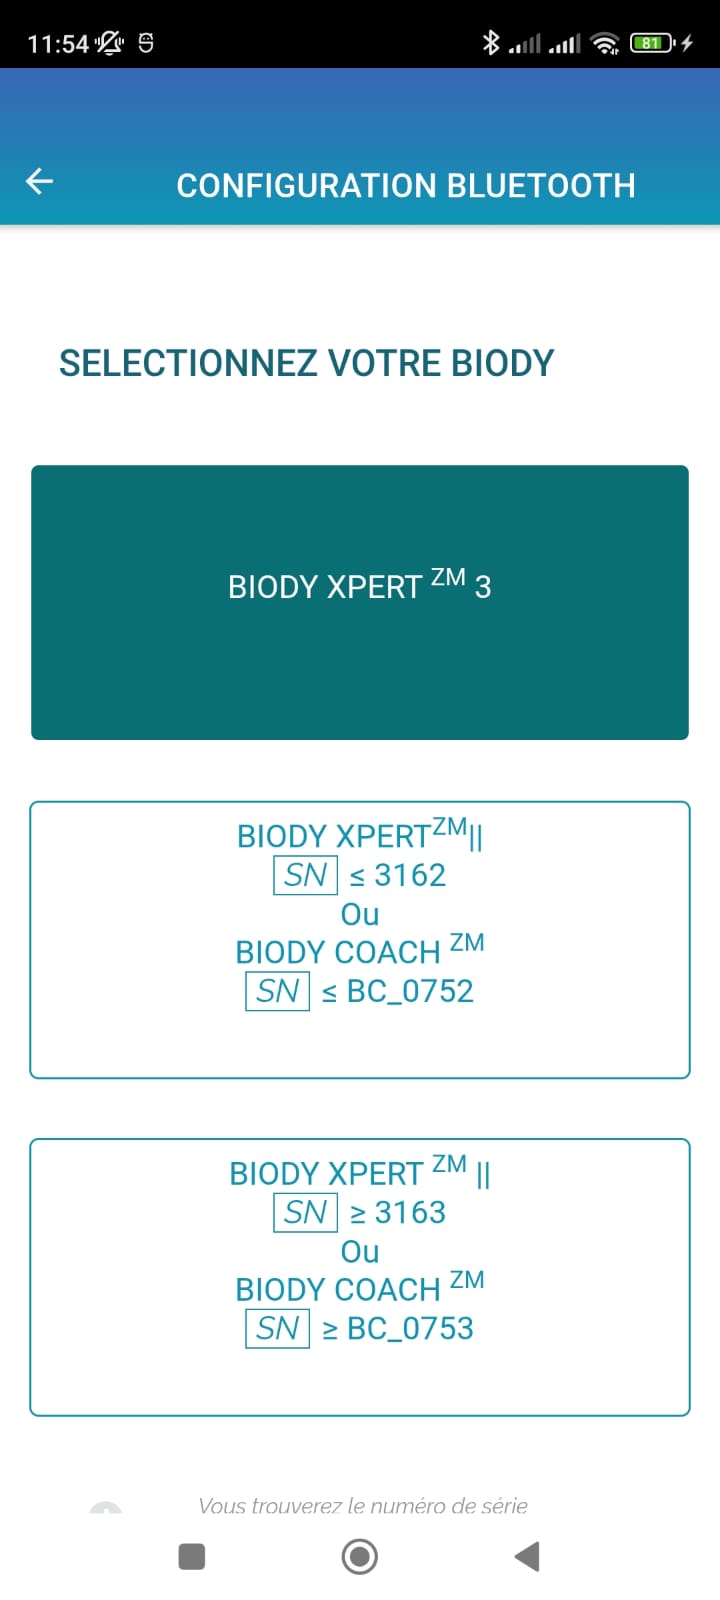 11:54
81
CONFIGURATION BLUETOOTH
SELECTIONNEZ VOTRE BIODY
BIODY XPERT ZM 3
BIODY XPERTZM||
SN ≤ 3162
Ou
BIODY COACH ZM
SN ≤ BC_0752
BIODY XPERT ZM ||
SN ≥ 3163
Ou
BIODY COACH ZM
SN ≥ BC_0753
Vous trouverez le numéro de série